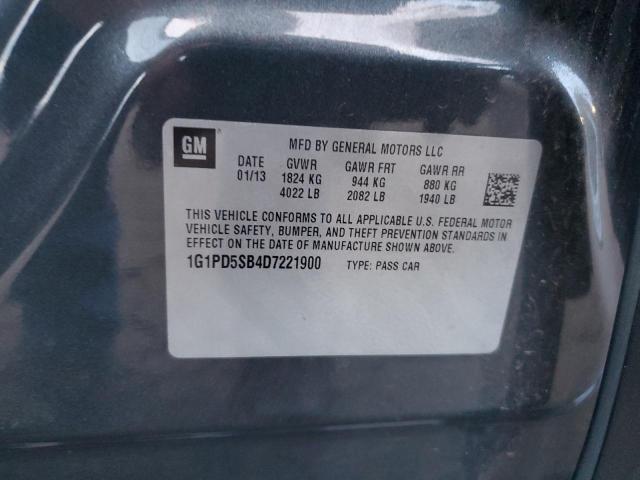 GM
MFD BY GENERAL MOTORS LLC
DATE GVWR GAWR FRT GAWR RR
01/13 1824 KG 944 KG 880 KG
4022 LB 2082 LB 1940 LB
THIS VEHICLE CONFORMS TO ALL APPLICABLE U.S. FEDERAL MOTOR
VEHICLE SAFETY, BUMPER, AND THEFT PREVENTION STANDARDS IN
EFFECT ON THE DATE OF MANUFACTURE SHOWN ABOVE.
1G1PD5SB4D7221900 TYPE: PASS CAR